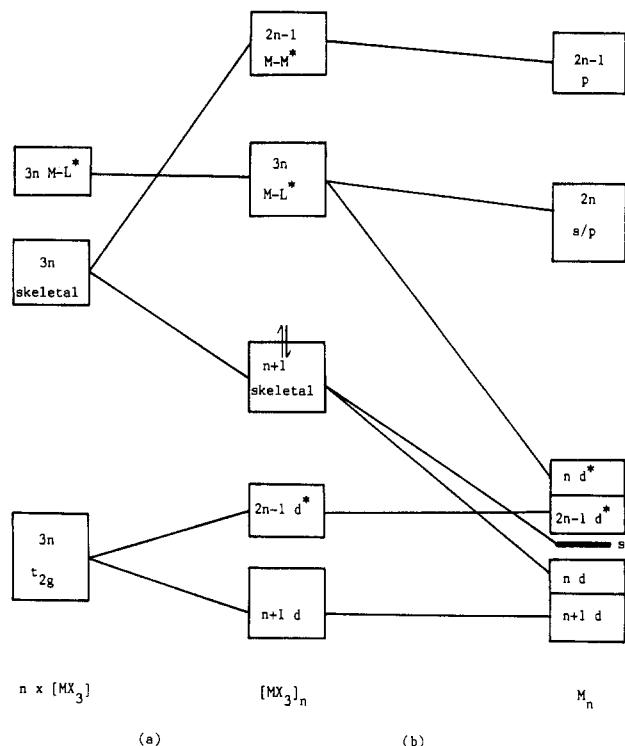 2n-1
M-M*
2n-1
p
3n M-L*
3n
M-L*
2n
s/p
3n
skeletal
n+1
skeletal
n d*
2n-1 d*
2n-1 d*
s
3n
t2g
n d
n+1 d
n+1 d
n x [MX3]
[MX3]n
Mn
(a)
(b)